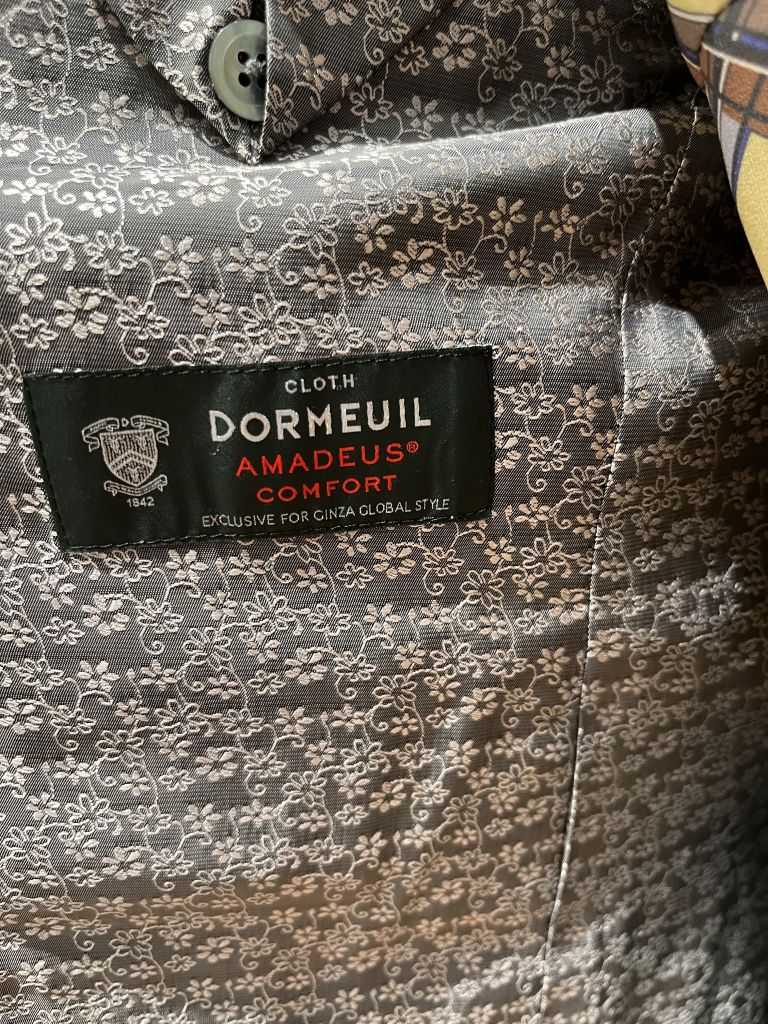 CLOTH
DORMEUIL
AMADEUS®
COMFORT
EXCLUSIVE FOR GINZA GLOBAL STYLE
1842